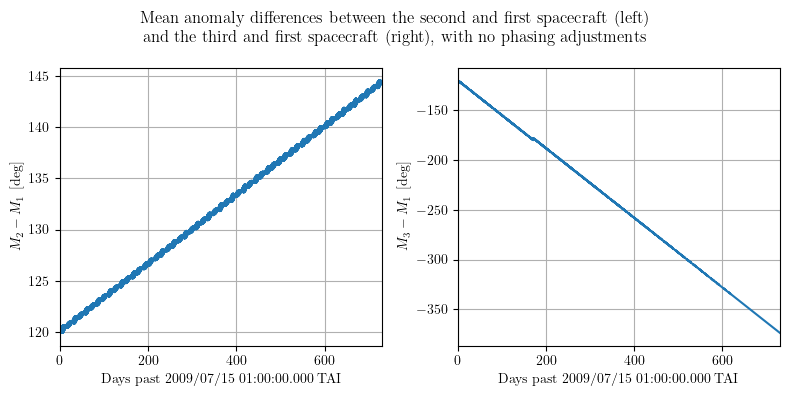 Mean anomaly differences between the second and first spacecraft (left)
and the third and first spacecraft (right), with no phasing adjustments
145
140
135
130
125
120
M₂ − M₁ [deg]
0 200 400 600
Days past 2009/07/15 01:00:00.000 TAI
−150
−200
−250
−300
−350
M₃ − M₁ [deg]
0 200 400 600
Days past 2009/07/15 01:00:00.000 TAI